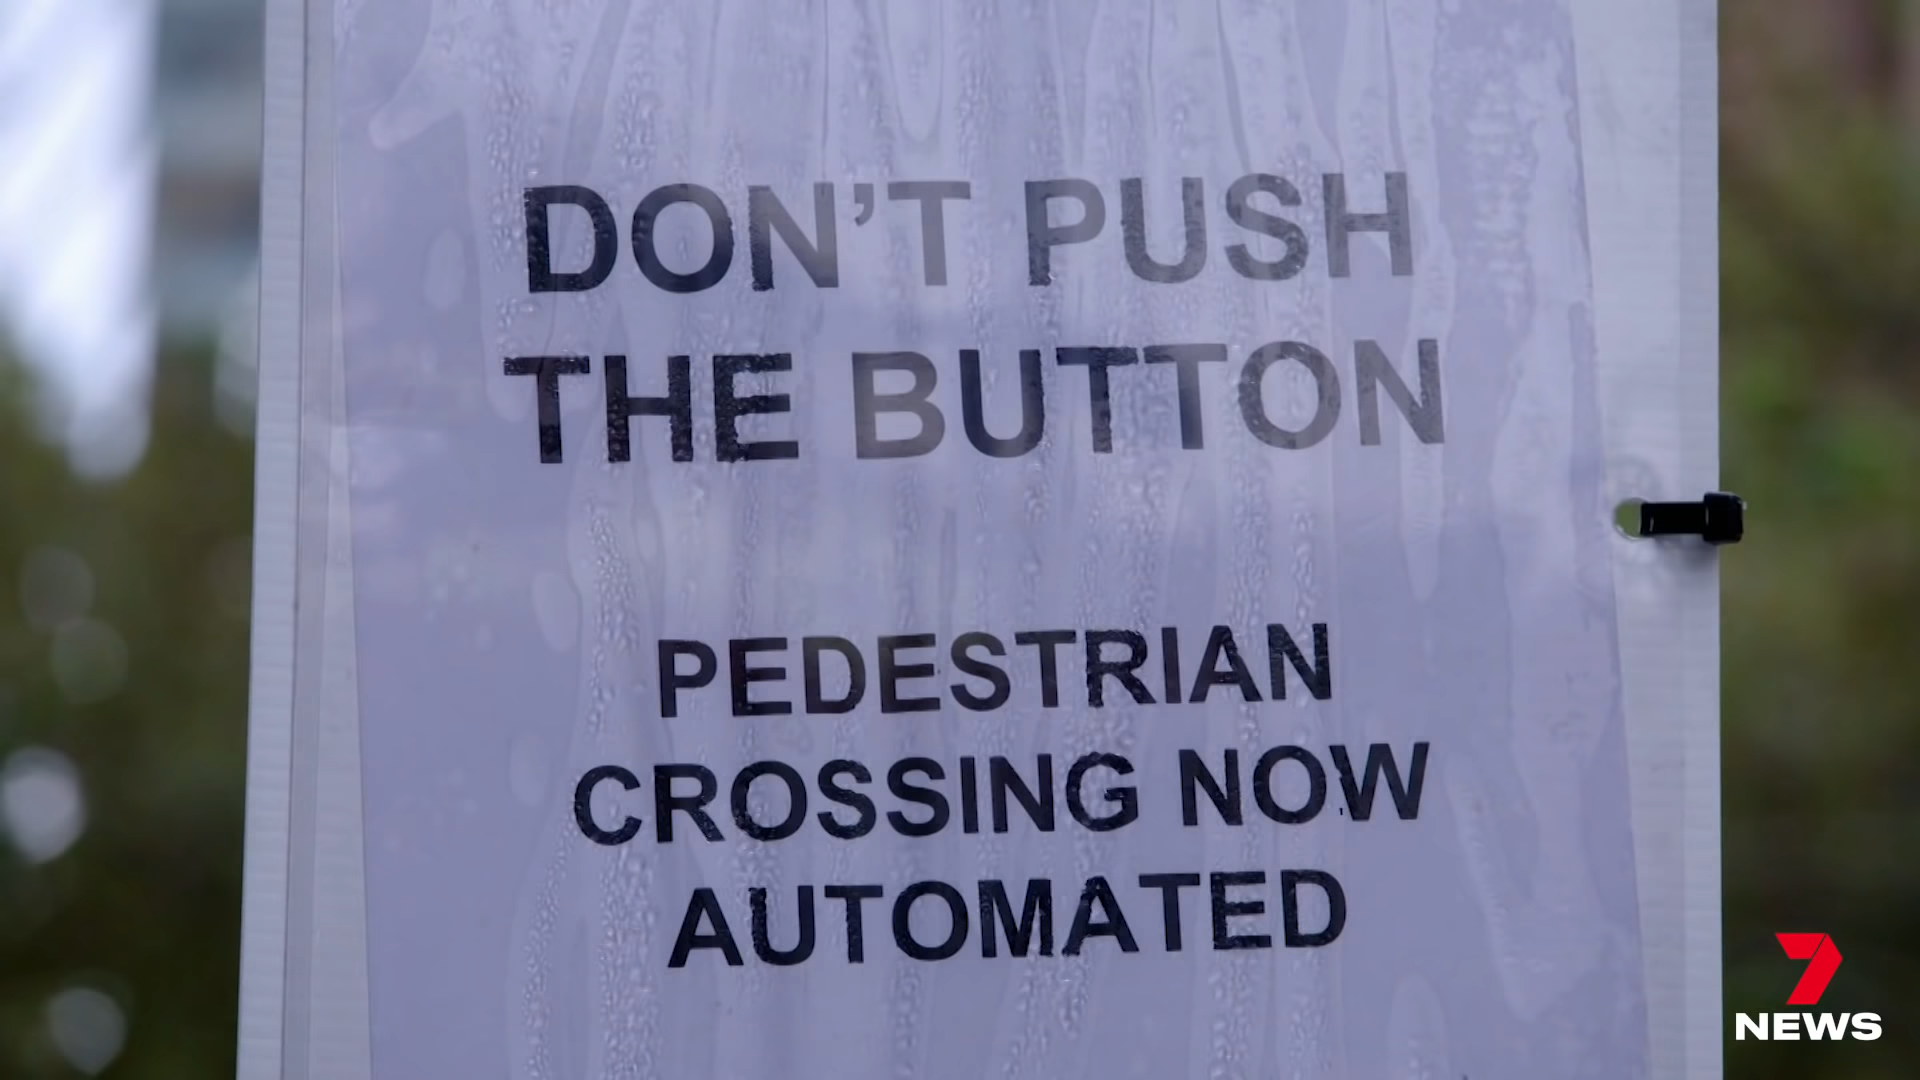 DON'T PUSH
THE BUTTON
PEDESTRIAN
CROSSING NOW
AUTOMATED
7
NEWS